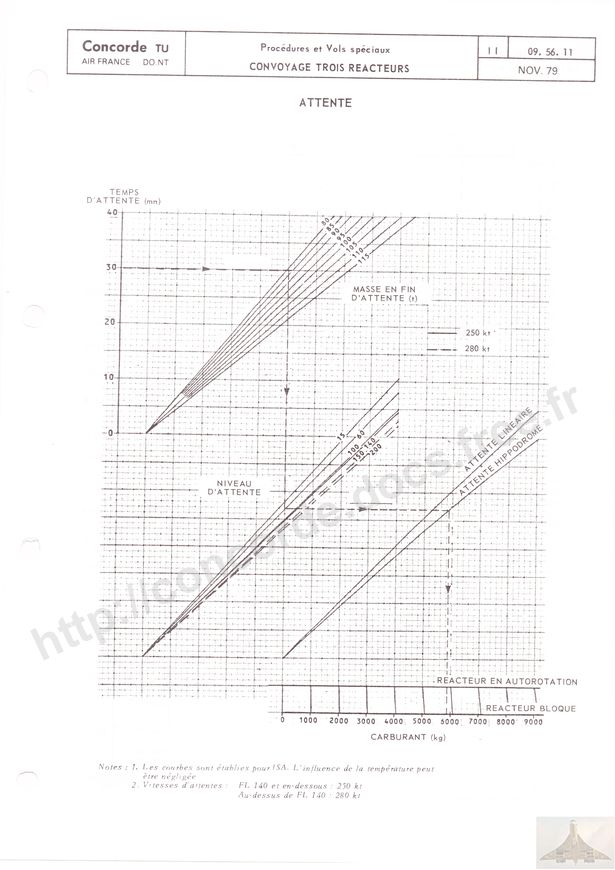 Concorde TU
AIR FRANCE DO.NT
Procédures et Vols spéciaux
CONVOYAGE TROIS REACTEURS
11
09. 56. 11
NOV. 79
ATTENTE
TEMPS
D'ATTENTE (mn)
40
30
20
10
0
80
85
90
95
100
105
110
115
MASSE EN FIN
D'ATTENTE (t)
250 kt
280 kt
15
60
100
140
150
200
NIVEAU
D'ATTENTE
ATTENTE LINEAIRE
ATTENTE HIPPODROME
http://concorde.docs.free.fr
REACTEUR EN AUTOROTATION
REACTEUR BLOQUE
0 1000 2000 3000 4000 5000 6000 7000 8000 9000
CARBURANT (kg)
Notes : 1. Les courbes sont établies pour ISA. L'influence de la température peut
être négligée
2. Vitesses d'attentes : FL 140 et en-dessous : 250 kt
Au-dessus de FL 140 : 280 kt